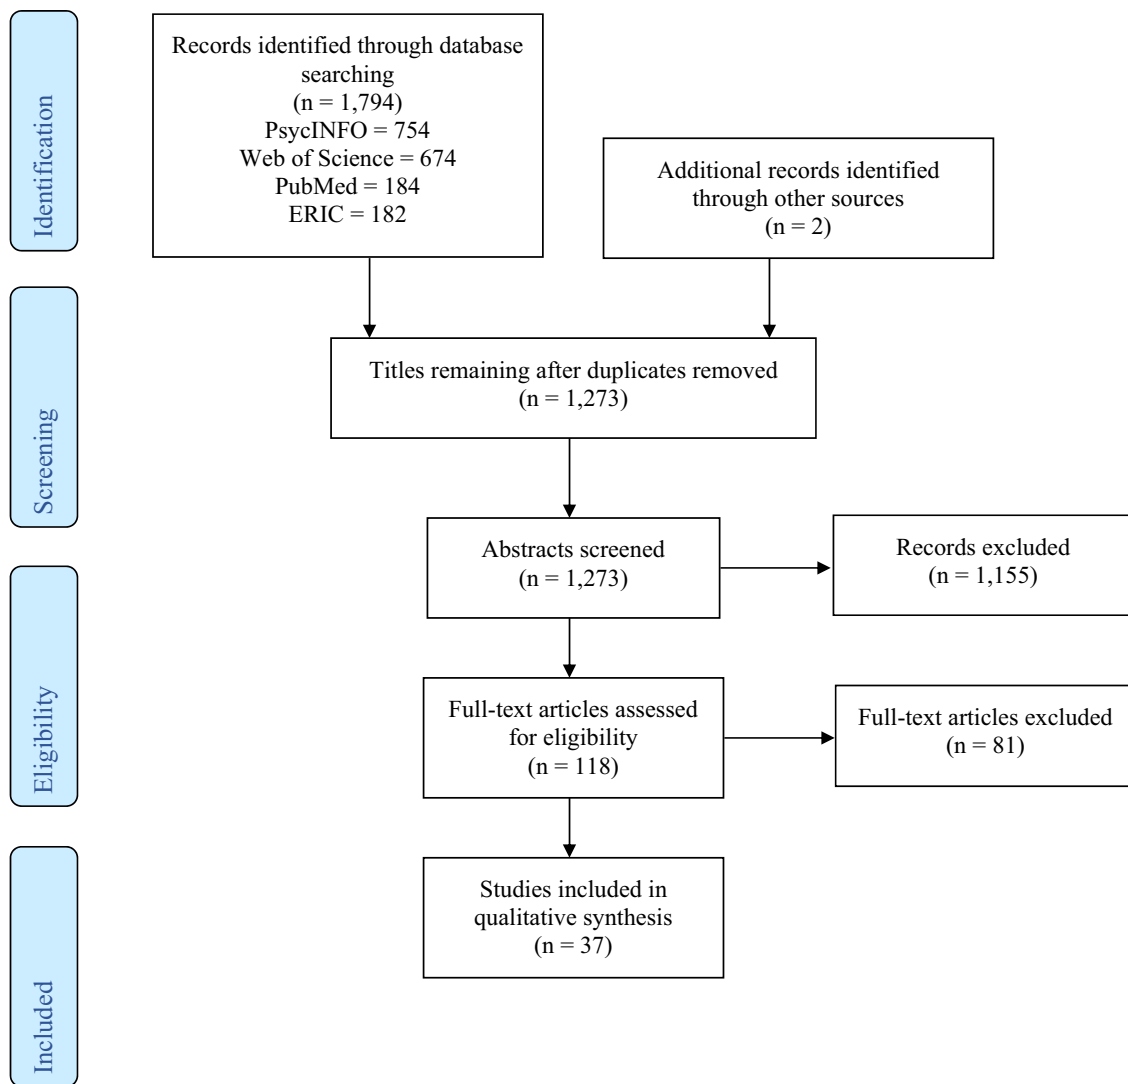 Identification
Records identified through database
searching
(n = 1,794)
PsycINFO = 754
Web of Science = 674
PubMed = 184
ERIC = 182
Additional records identified
through other sources
(n = 2)
Screening
Titles remaining after duplicates removed
(n = 1,273)
Abstracts screened
(n = 1,273)
Records excluded
(n = 1,155)
Eligibility
Full-text articles assessed
for eligibility
(n = 118)
Full-text articles excluded
(n = 81)
Included
Studies included in
qualitative synthesis
(n = 37)